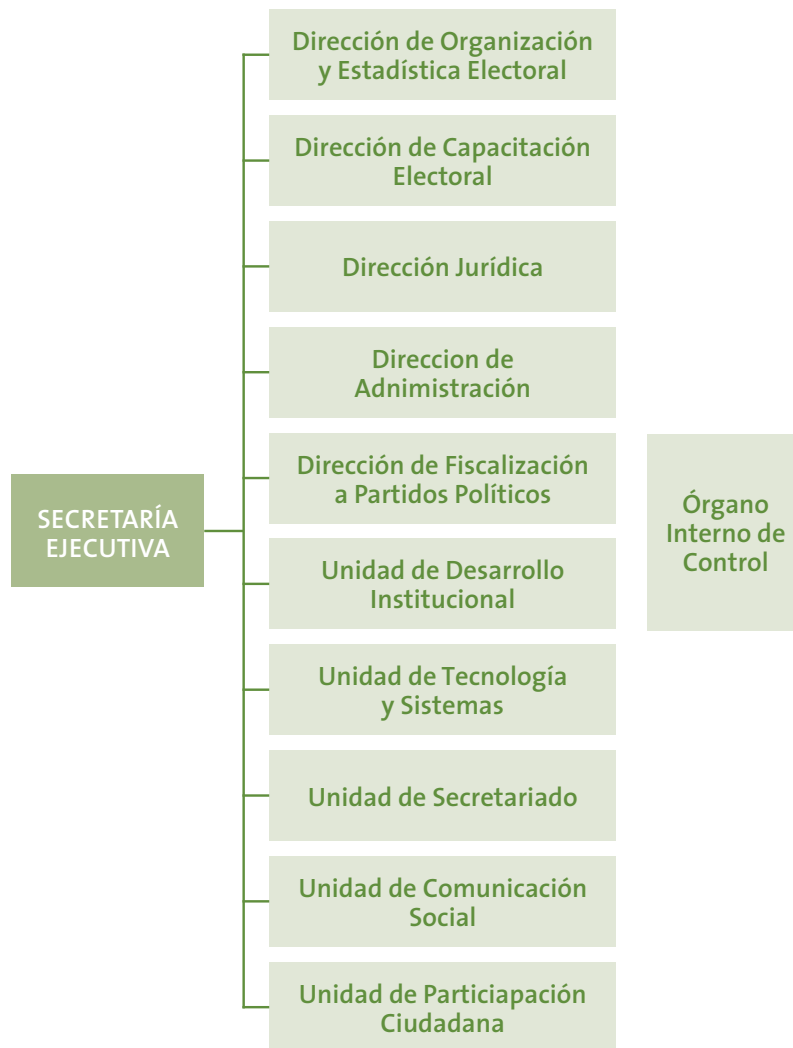 Dirección de Organización
y Estadística Electoral
Dirección de Capacitación
Electoral
Dirección Jurídica
Direccion de
Adnimistración
Dirección de Fiscalización
a Partidos Políticos
SECRETARÍA
EJECUTIVA
Órgano
Interno de
Control
Unidad de Desarrollo
Institucional
Unidad de Tecnología
y Sistemas
Unidad de Secretariado
Unidad de Comunicación
Social
Unidad de Particiapación
Ciudadana